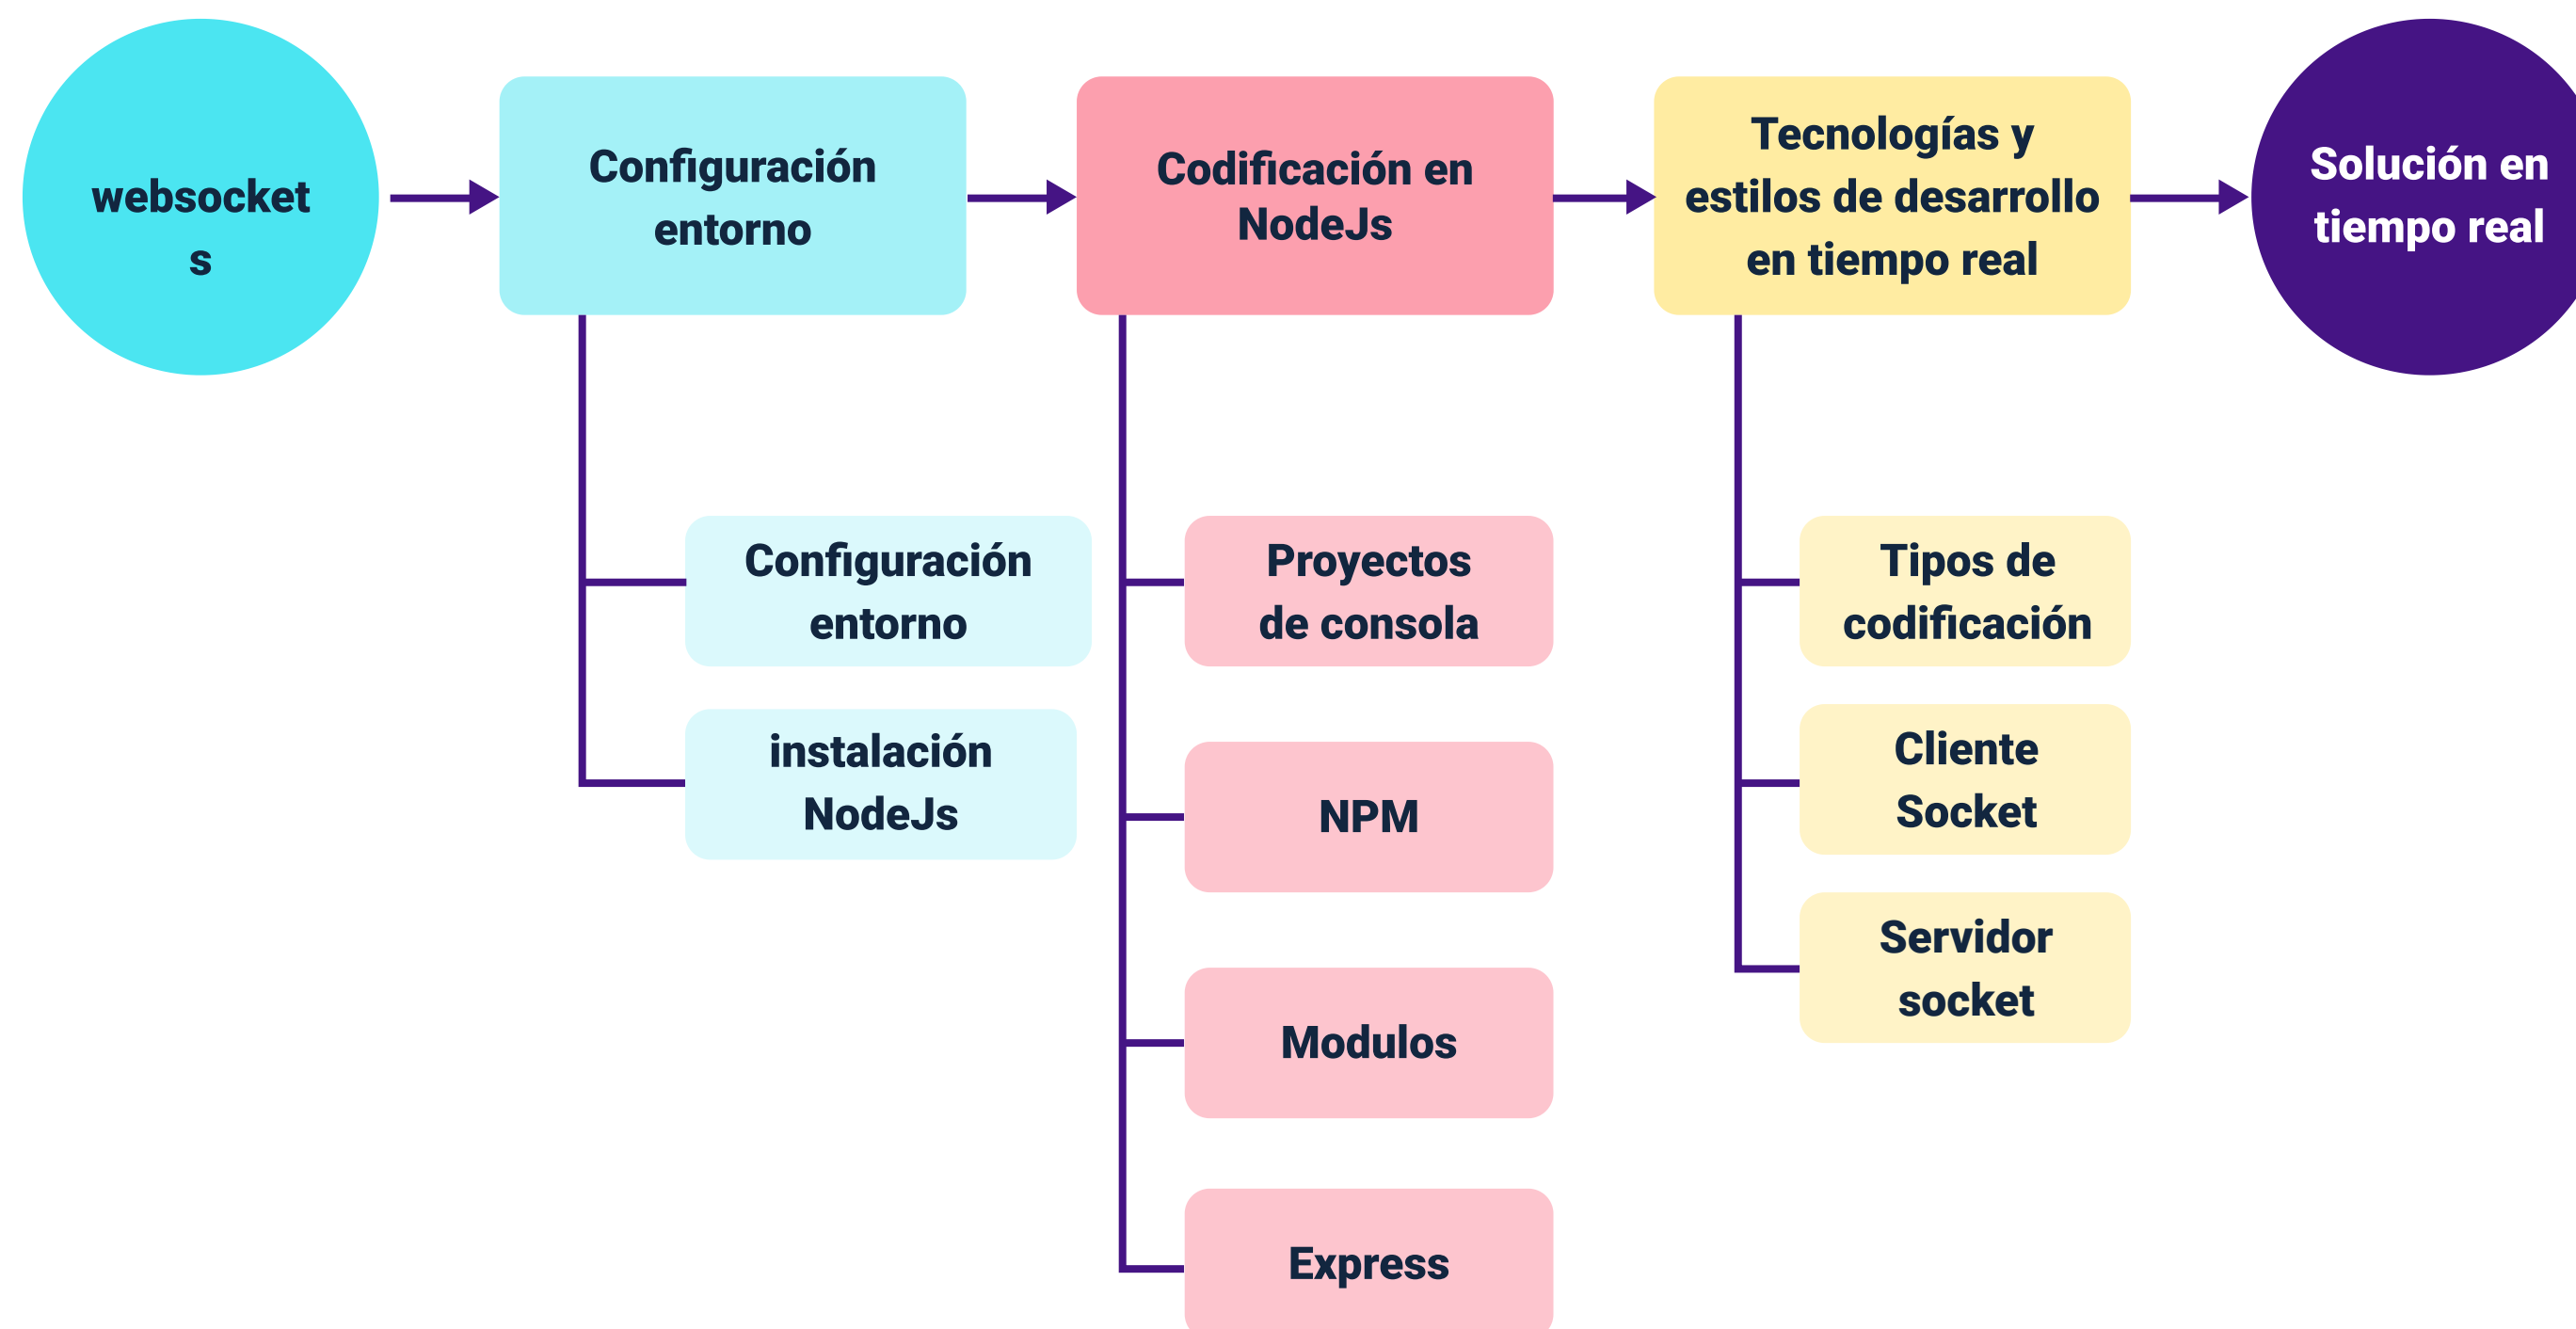 websocket
s
Configuración
entorno
Codificación en
NodeJs
Tecnologías y
estilos de desarrollo
en tiempo real
Solución en
tiempo real
Configuración
entorno
instalación
NodeJs
Proyectos
de consola
NPM
Modulos
Express
Tipos de
codificación
Cliente
Socket
Servidor
socket